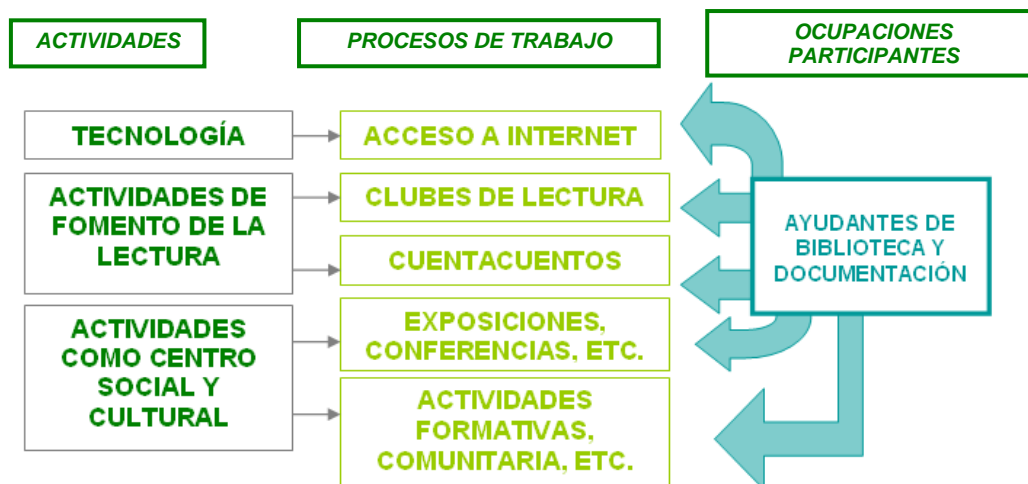 ACTIVIDADES
PROCESOS DE TRABAJO
OCUPACIONES
PARTICIPANTES
TECNOLOGÍA
ACCESO A INTERNET
ACTIVIDADES DE
FOMENTO DE LA
LECTURA
CLUBES DE LECTURA
CUENTACUENTOS
ACTIVIDADES
COMO CENTRO
SOCIAL Y
CULTURAL
EXPOSICIONES,
CONFERENCIAS, ETC.
ACTIVIDADES
FORMATIVAS,
COMUNITARIA, ETC.
AYUDANTES DE
BIBLIOTECA Y
DOCUMENTACIÓN